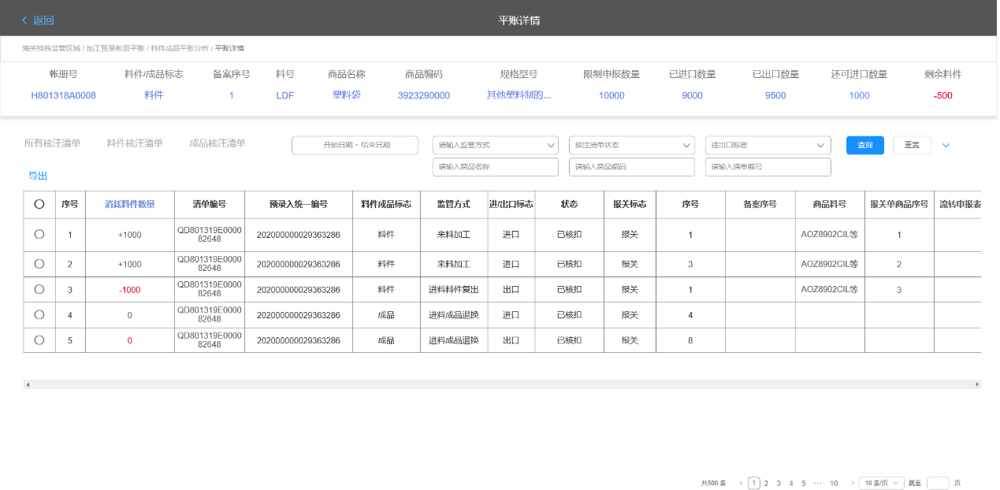 返回
平账详情
海关特殊监管区域 / 加工贸易帐册平账 / 料件成品平账分析 / 平账详情
帐册号 料件/成品标志 备案序号 料号 商品名称 商品编码 规格型号 限制申报数量 已进口数量 已出口数量 还可进口数量 剩余料件
H801318A0008 料件 1 LDF 塑料袋 3923290000 其他塑料制的... 10000 9000 9500 1000 -500
所有核注清单 料件核注清单 成品核注清单 开始日期 ~ 结束日期 请输入监管方式 核注清单状态 进出口标志 查询 重置
请输入商品名称 请输入商品编码 请输入清单编号
导出
序号 消耗料件数量 清单编号 预录入统一编号 料件成品标志 监管方式 进/出口标志 状态 报关标志 序号 备案序号 商品料号 报关单商品序号 流转申报表
1 +1000 QD801319E000082648 202000000029363286 料件 来料加工 进口 已核扣 报关 1 AOZ8902CIL等 1
2 +1000 QD801319E000082648 202000000029363286 料件 来料加工 进口 已核扣 报关 3 AOZ8902CIL等 2
3 -1000 QD801319E000082648 202000000029363286 料件 进料料件复出 出口 已核扣 报关 1 AOZ8902CIL等 3
4 0 QD801319E000082648 202000000029363286 成品 进料成品退换 进口 已核扣 报关 4
5 0 QD801319E000082648 202000000029363286 成品 进料成品退换 出口 已核扣 报关 8
共500 条 1 2 3 4 5 ··· 10 10 条/页 跳至 页